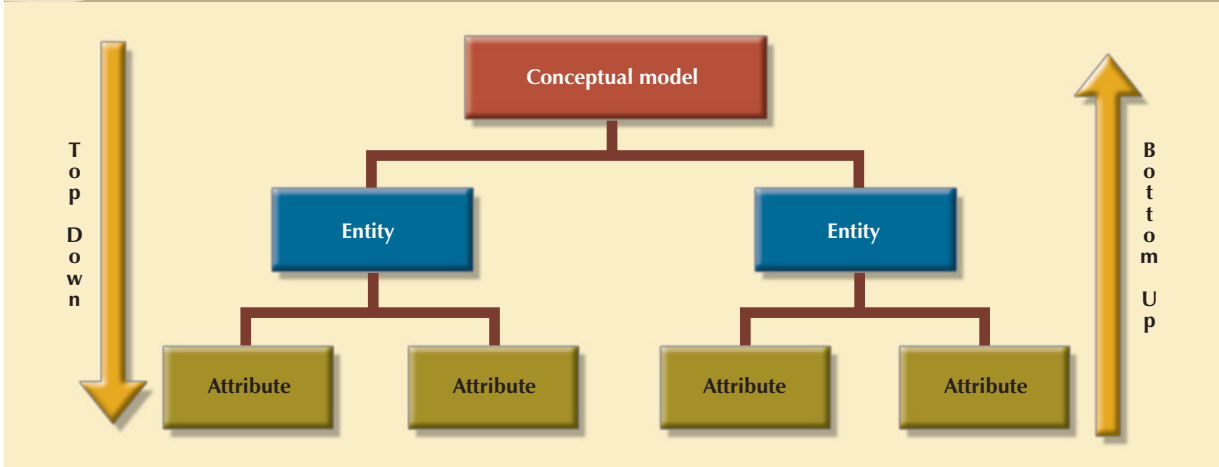 Top Down
Conceptual model
Bottom Up
Entity
Entity
Attribute
Attribute
Attribute
Attribute